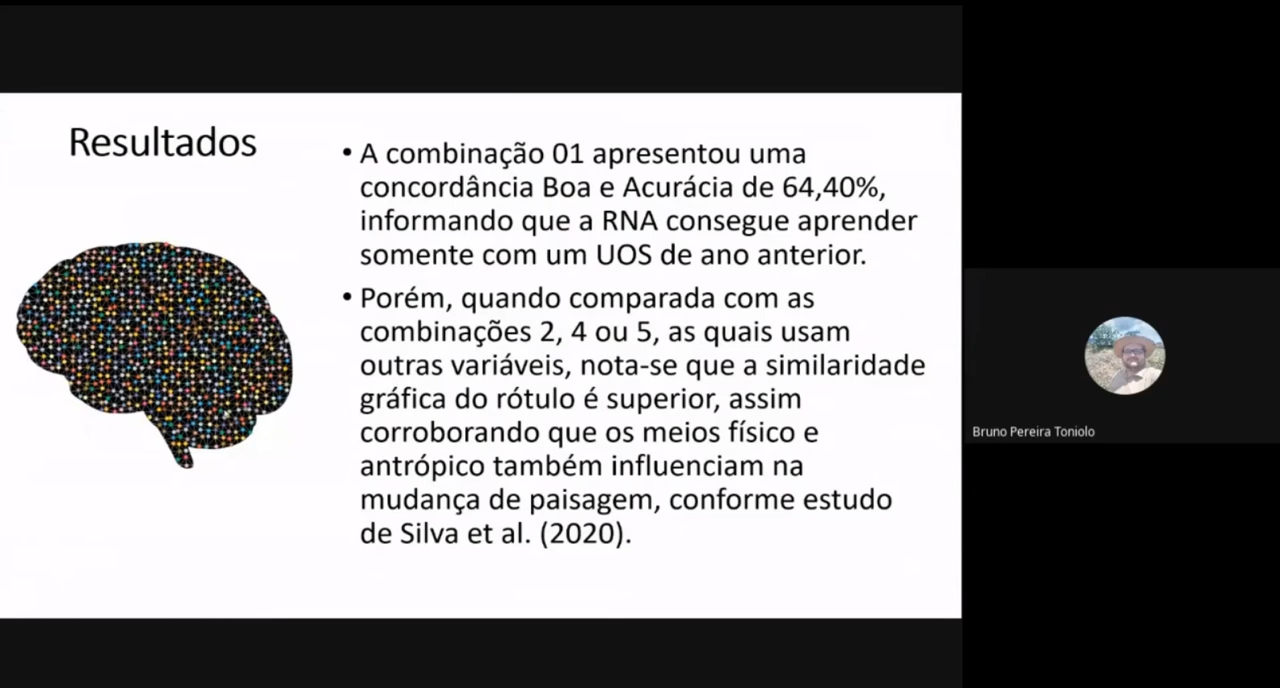 Resultados
• A combinação 01 apresentou uma
concordância Boa e Acurácia de 64,40%,
informando que a RNA consegue aprender
somente com um UOS de ano anterior.
• Porém, quando comparada com as
combinações 2, 4 ou 5, as quais usam
outras variáveis, nota-se que a similaridade
gráfica do rótulo é superior, assim
corroborando que os meios físico e
antrópico também influenciam na
mudança de paisagem, conforme estudo
de Silva et al. (2020).
Bruno Pereira Toniolo